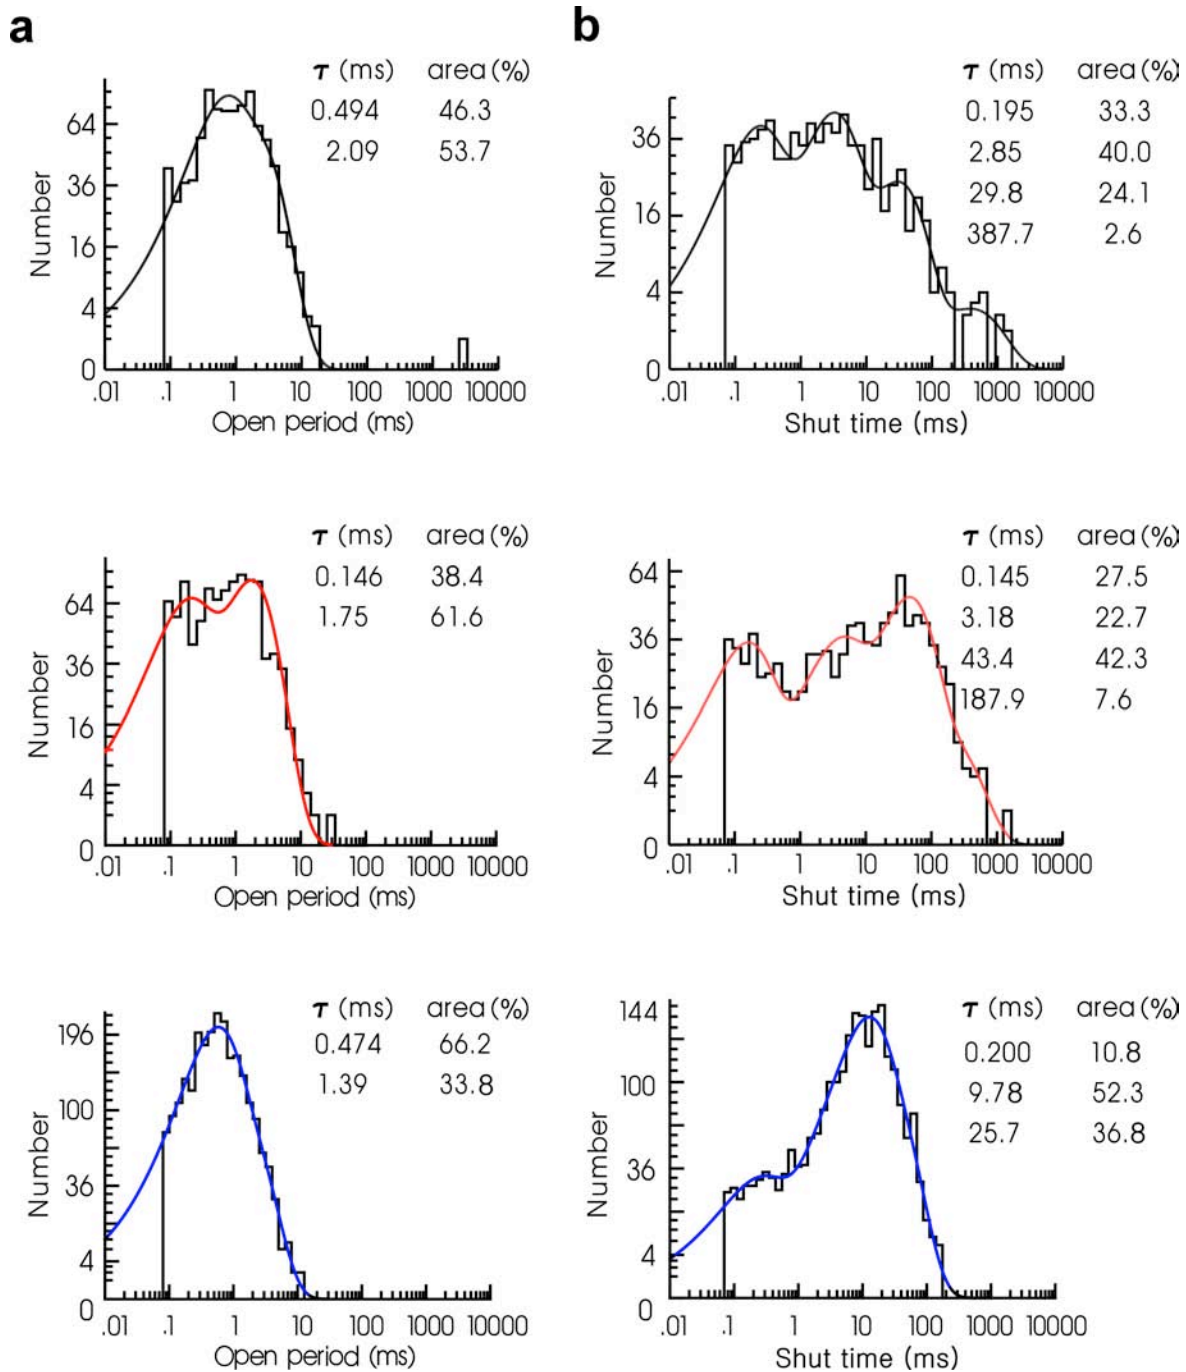 a
τ (ms) area (%)
0.494 46.3
2.09 53.7
Number
64
36
16
4
0
.01 .1 1 10 100 1000 10000
Open period (ms)
b
τ (ms) area (%)
0.195 33.3
2.85 40.0
29.8 24.1
387.7 2.6
Number
36
16
4
0
.01 .1 1 10 100 1000 10000
Shut time (ms)
τ (ms) area (%)
0.146 38.4
1.75 61.6
Number
64
36
16
4
0
.01 .1 1 10 100 1000 10000
Open period (ms)
τ (ms) area (%)
0.145 27.5
3.18 22.7
43.4 42.3
187.9 7.6
Number
64
36
16
4
0
.01 .1 1 10 100 1000 10000
Shut time (ms)
τ (ms) area (%)
0.474 66.2
1.39 33.8
Number
196
100
36
4
0
.01 .1 1 10 100 1000 10000
Open period (ms)
τ (ms) area (%)
0.200 10.8
9.78 52.3
25.7 36.8
Number
144
100
36
4
0
.01 .1 1 10 100 1000 10000
Shut time (ms)